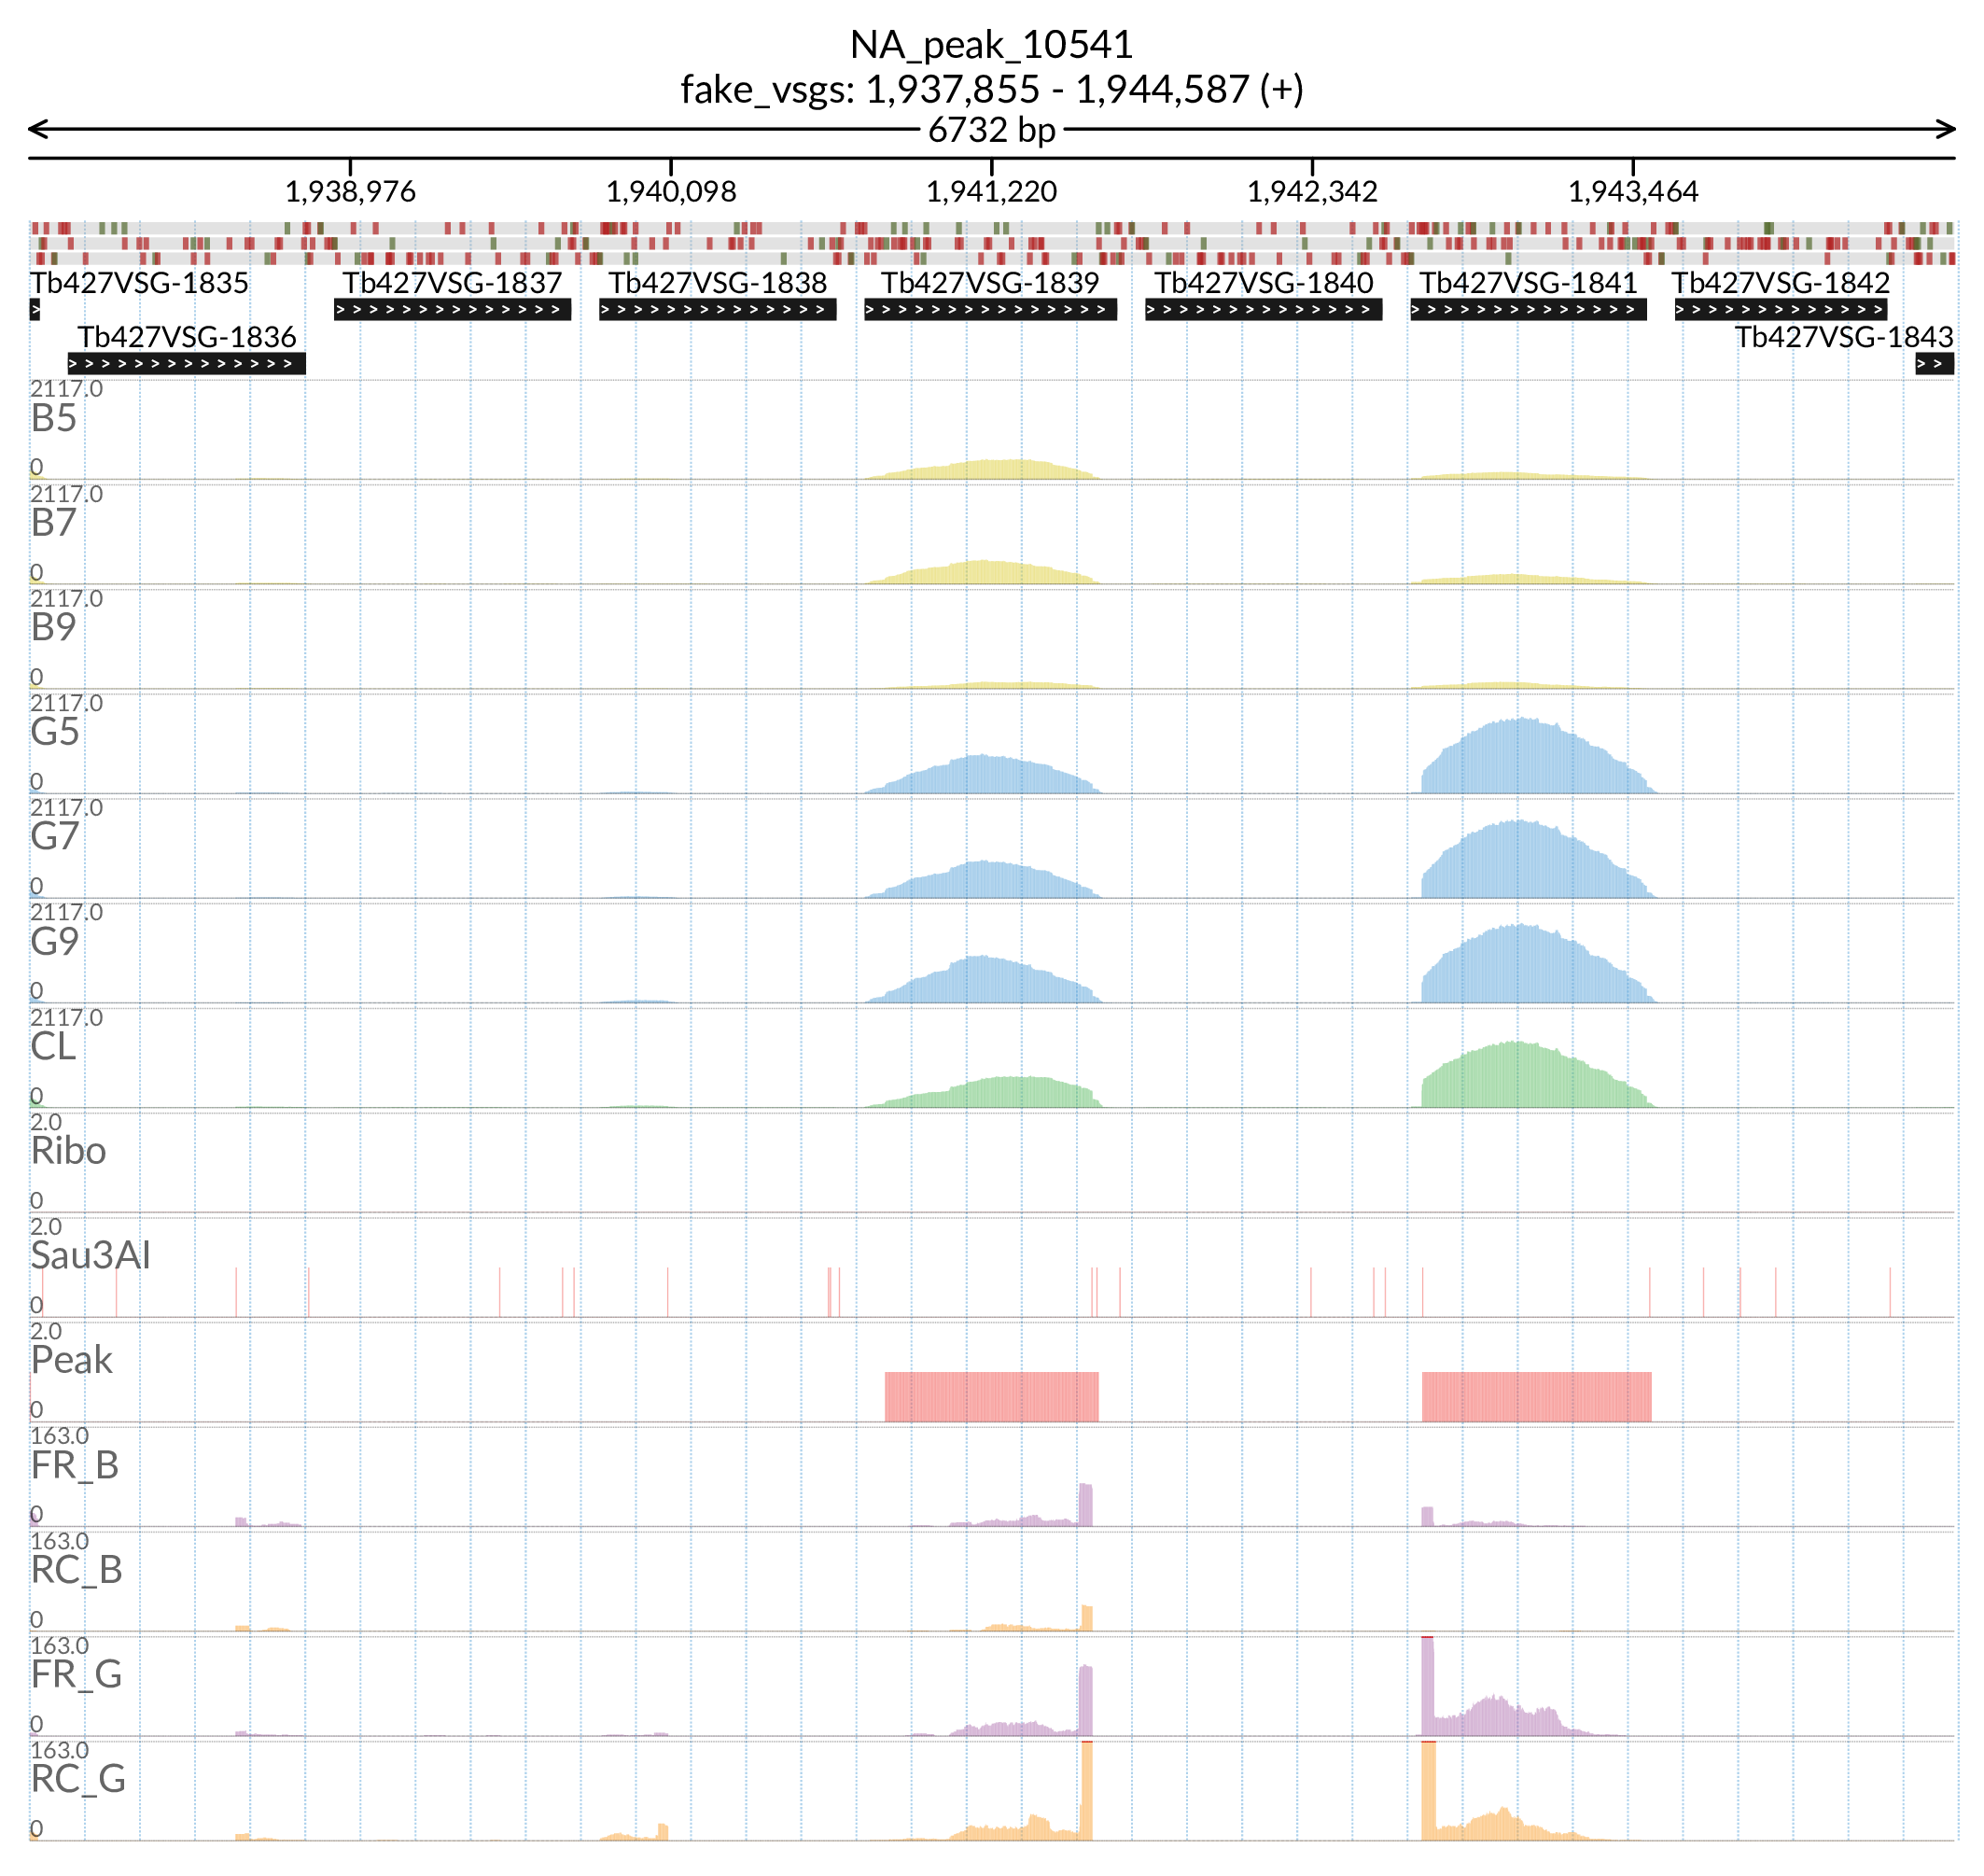 NA_peak_10541
fake_vsgs: 1,937,855 - 1,944,587 (+)
6732 bp
1,938,976 1,940,098 1,941,220 1,942,342 1,943,464
Tb427VSG-1835 Tb427VSG-1837 Tb427VSG-1838 Tb427VSG-1839 Tb427VSG-1840 Tb427VSG-1841 Tb427VSG-1842
Tb427VSG-1836 Tb427VSG-1843
2117.0
B5
0
2117.0
B7
0
2117.0
B9
0
2117.0
G5
0
2117.0
G7
0
2117.0
G9
0
2117.0
CL
0
2.0
Ribo
0
2.0
Sau3AI
0
2.0
Peak
0
163.0
FR_B
0
163.0
RC_B
0
163.0
FR_G
0
163.0
RC_G
0